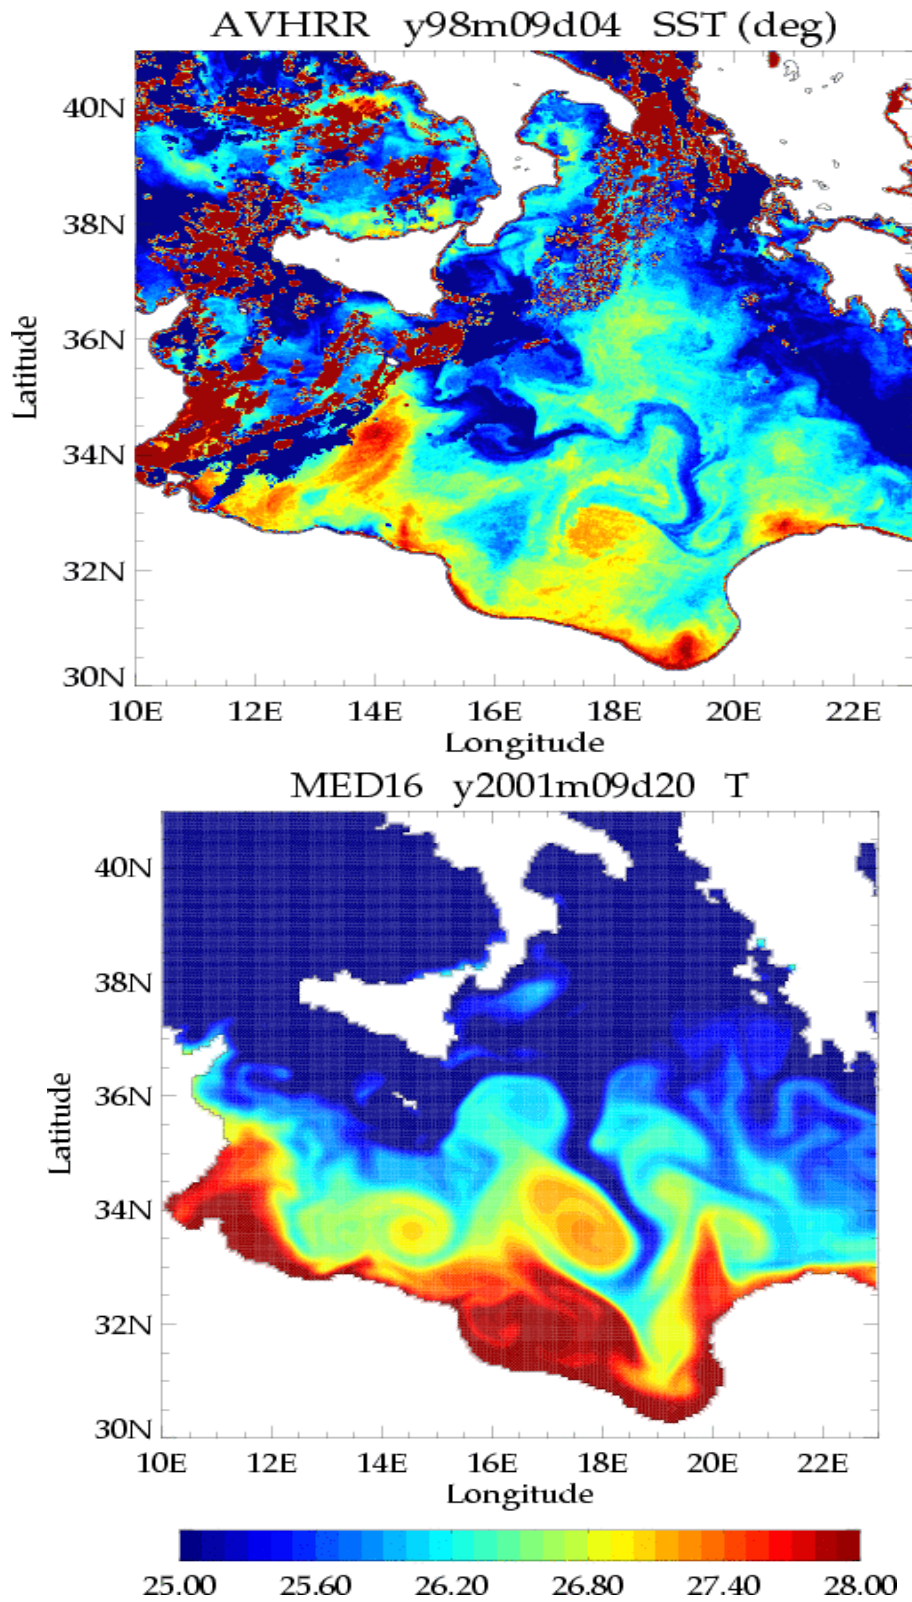 AVHRR y98m09d04 SST (deg)
40N
38N
36N
34N
32N
30N
Latitude
10E 12E 14E 16E 18E 20E 22E
Longitude
MED16 y2001m09d20 T
40N
38N
36N
34N
32N
30N
Latitude
10E 12E 14E 16E 18E 20E 22E
Longitude
25.00 25.60 26.20 26.80 27.40 28.00